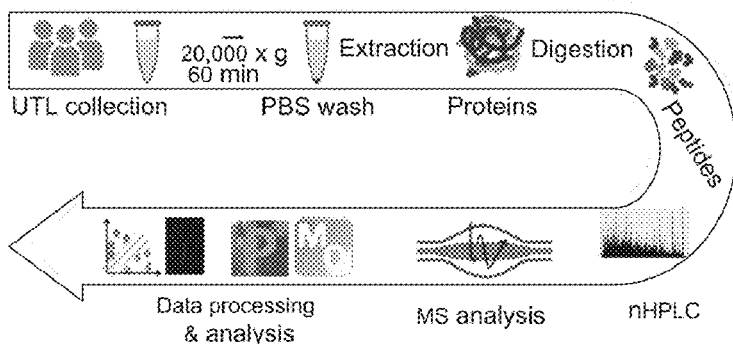 20,000 x g
60 min
Extraction
Digestion
UTL collection
PBS wash
Proteins
Peptides
nHPLC
MS analysis
P
M
D
Data processing
& analysis